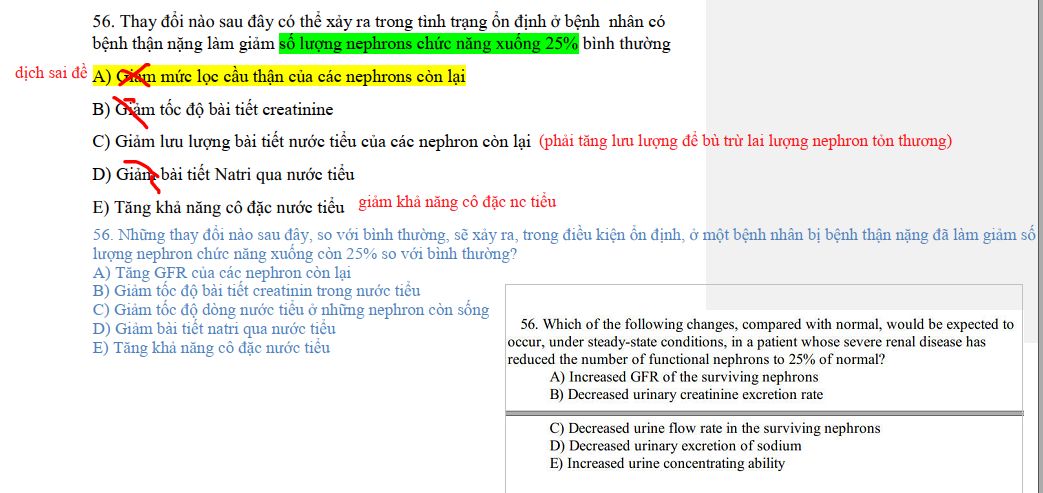 56. Thay đổi nào sau đây có thể xảy ra trong tình trạng ổn định ở bệnh nhân có
bệnh thận nặng làm giảm số lượng nephrons chức năng xuống 25% bình thường
dịch sai đề A) Giảm mức lọc cầu thận của các nephrons còn lại
B) Giảm tốc độ bài tiết creatinine
C) Giảm lưu lượng bài tiết nước tiểu của các nephron còn lại (phải tăng lưu lượng để bù trừ lai lượng nephron tỏn thương)
D) Giảm bài tiết Natri qua nước tiểu
E) Tăng khả năng cô đặc nước tiểu giảm khả năng cô đặc nc tiểu
56. Những thay đổi nào sau đây, so với bình thường, sẽ xảy ra, trong điều kiện ổn định, ở một bệnh nhân bị bệnh thận nặng đã làm giảm số
lượng nephron chức năng xuống còn 25% so với bình thường?
A) Tăng GFR của các nephron còn lại
B) Giảm tốc độ bài tiết creatinin trong nước tiểu
C) Giảm tốc độ dòng nước tiểu ở những nephron còn sống
D) Giảm bài tiết natri qua nước tiểu
E) Tăng khả năng cô đặc nước tiểu
56. Which of the following changes, compared with normal, would be expected to
occur, under steady-state conditions, in a patient whose severe renal disease has
reduced the number of functional nephrons to 25% of normal?
A) Increased GFR of the surviving nephrons
B) Decreased urinary creatinine excretion rate
C) Decreased urine flow rate in the surviving nephrons
D) Decreased urinary excretion of sodium
E) Increased urine concentrating ability